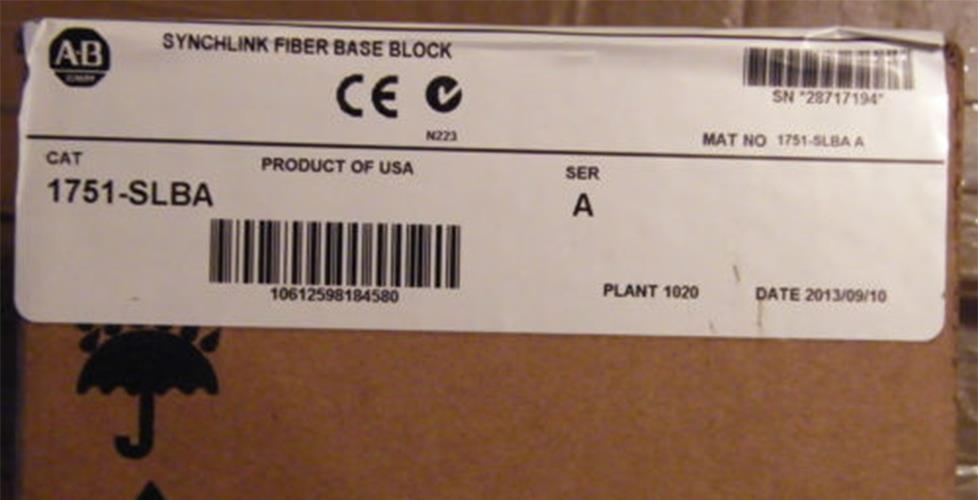 A-B
SYNCHLINK FIBER BASE BLOCK
CE
N223
SN "28717194"
MAT NO 1751-SLBA A
CAT
1751-SLBA
PRODUCT OF USA
SER
A
10612598184580
PLANT 1020
DATE 2013/09/10